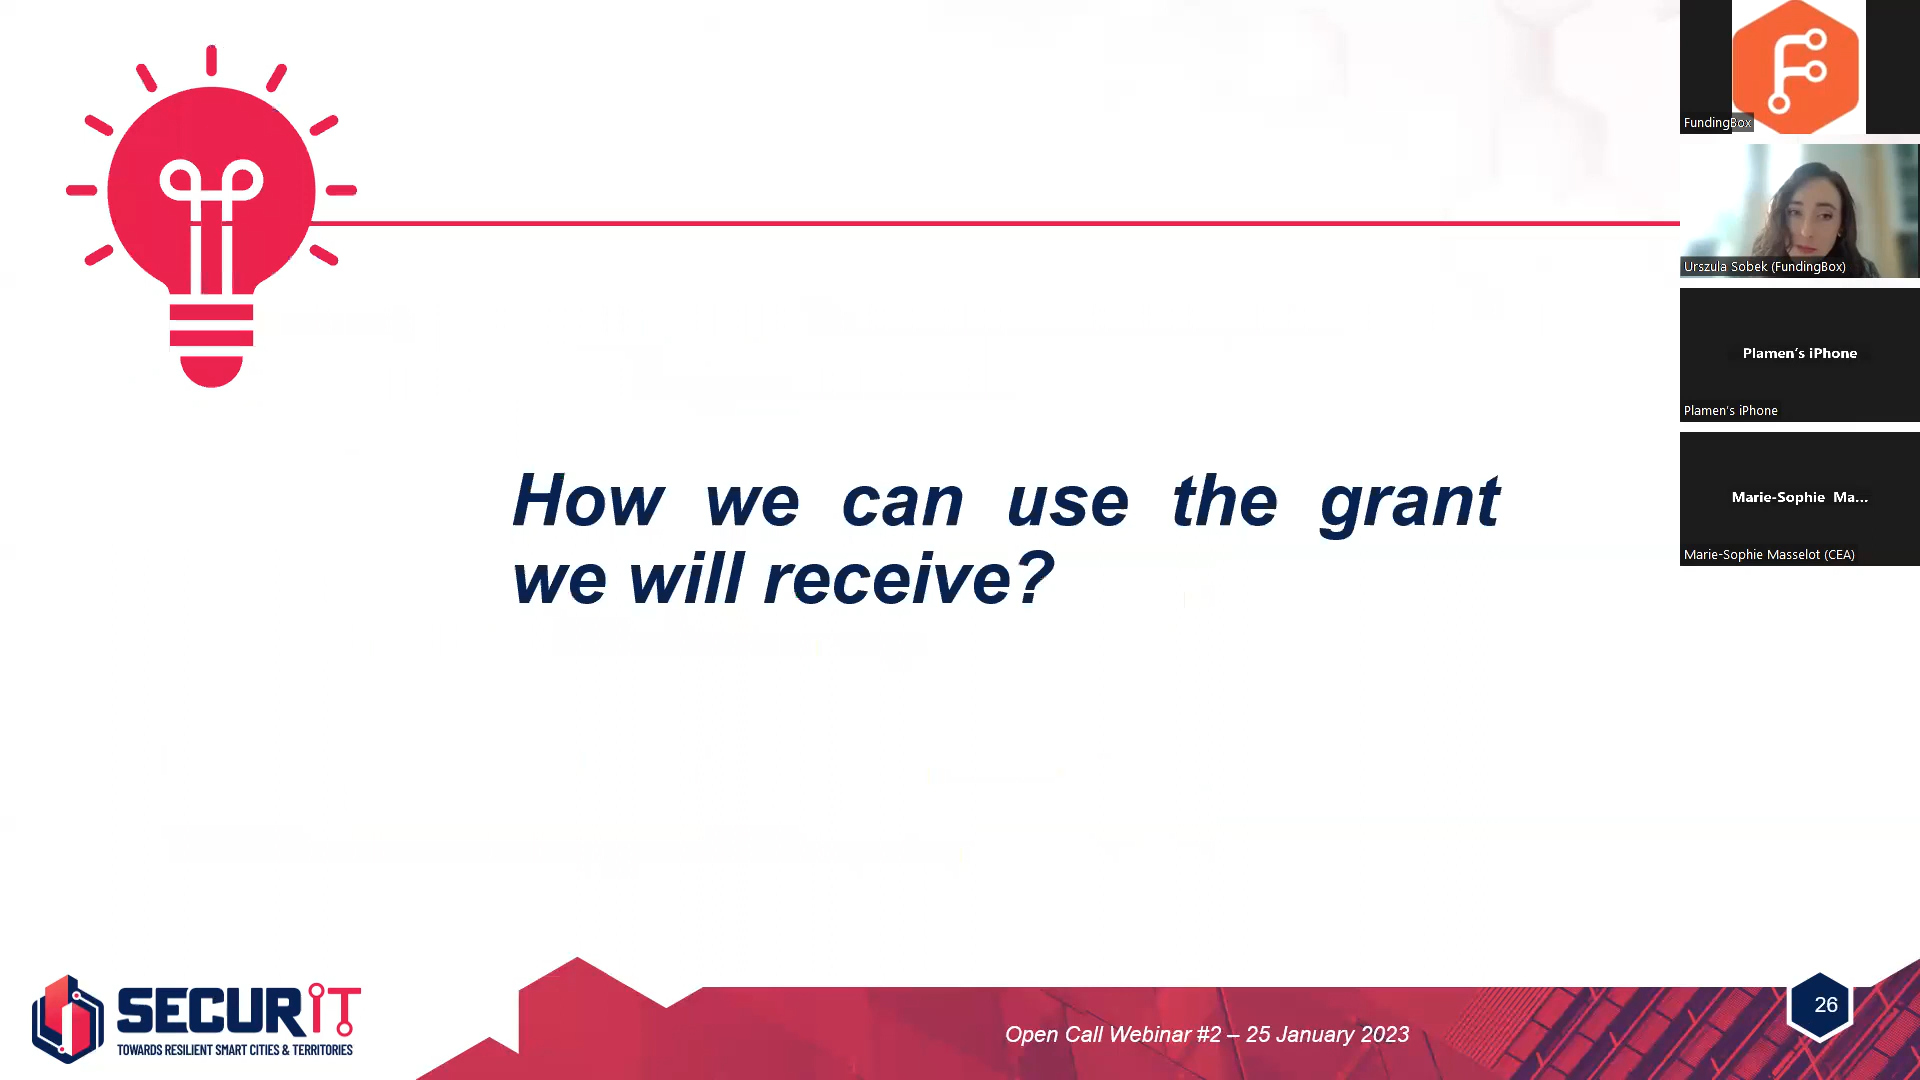 How we can use the grant
we will receive?
FundingBox
Urszula Sobek (FundingBox)
Plamen's iPhone
Plamen's iPhone
Marie-Sophie Ma...
Marie-Sophie Masselot (CEA)
SECURIT
TOWARDS RESILIENT SMART CITIES & TERRITORIES
Open Call Webinar #2 – 25 January 2023
26